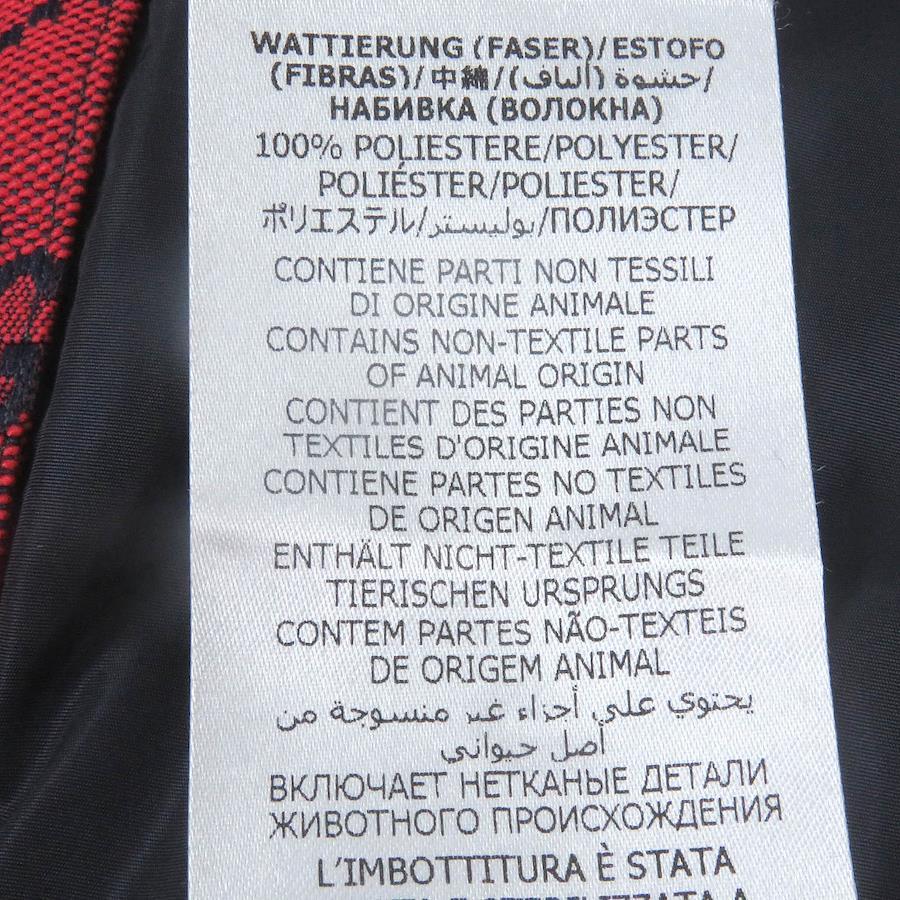 WATTIERUNG (FASER)/ESTOFO
(FIBRAS)/中綿/حشوة (ألياف)/
НАБИВКА (ВОЛОКНА)
100% POLIESTERE/POLYESTER/
POLIÉSTER/POLIESTER/
ポリエステル/بوليستر/ПОЛИЭСТЕР
CONTIENE PARTI NON TESSILI
DI ORIGINE ANIMALE
CONTAINS NON-TEXTILE PARTS
OF ANIMAL ORIGIN
CONTIENT DES PARTIES NON
TEXTILES D'ORIGINE ANIMALE
CONTIENE PARTES NO TEXTILES
DE ORIGEN ANIMAL
ENTHÄLT NICHT-TEXTILE TEILE
TIERISCHEN URSPRUNGS
CONTEM PARTES NÃO-TEXTEIS
DE ORIGEM ANIMAL
يحتوي علي أجزاء غير منسوجة من
اصل حيواني
ВКЛЮЧАЕТ НЕТКАНЫЕ ДЕТАЛИ
ЖИВОТНОГО ПРОИСХОЖДЕНИЯ
L'IMBOTTITURA È STATA